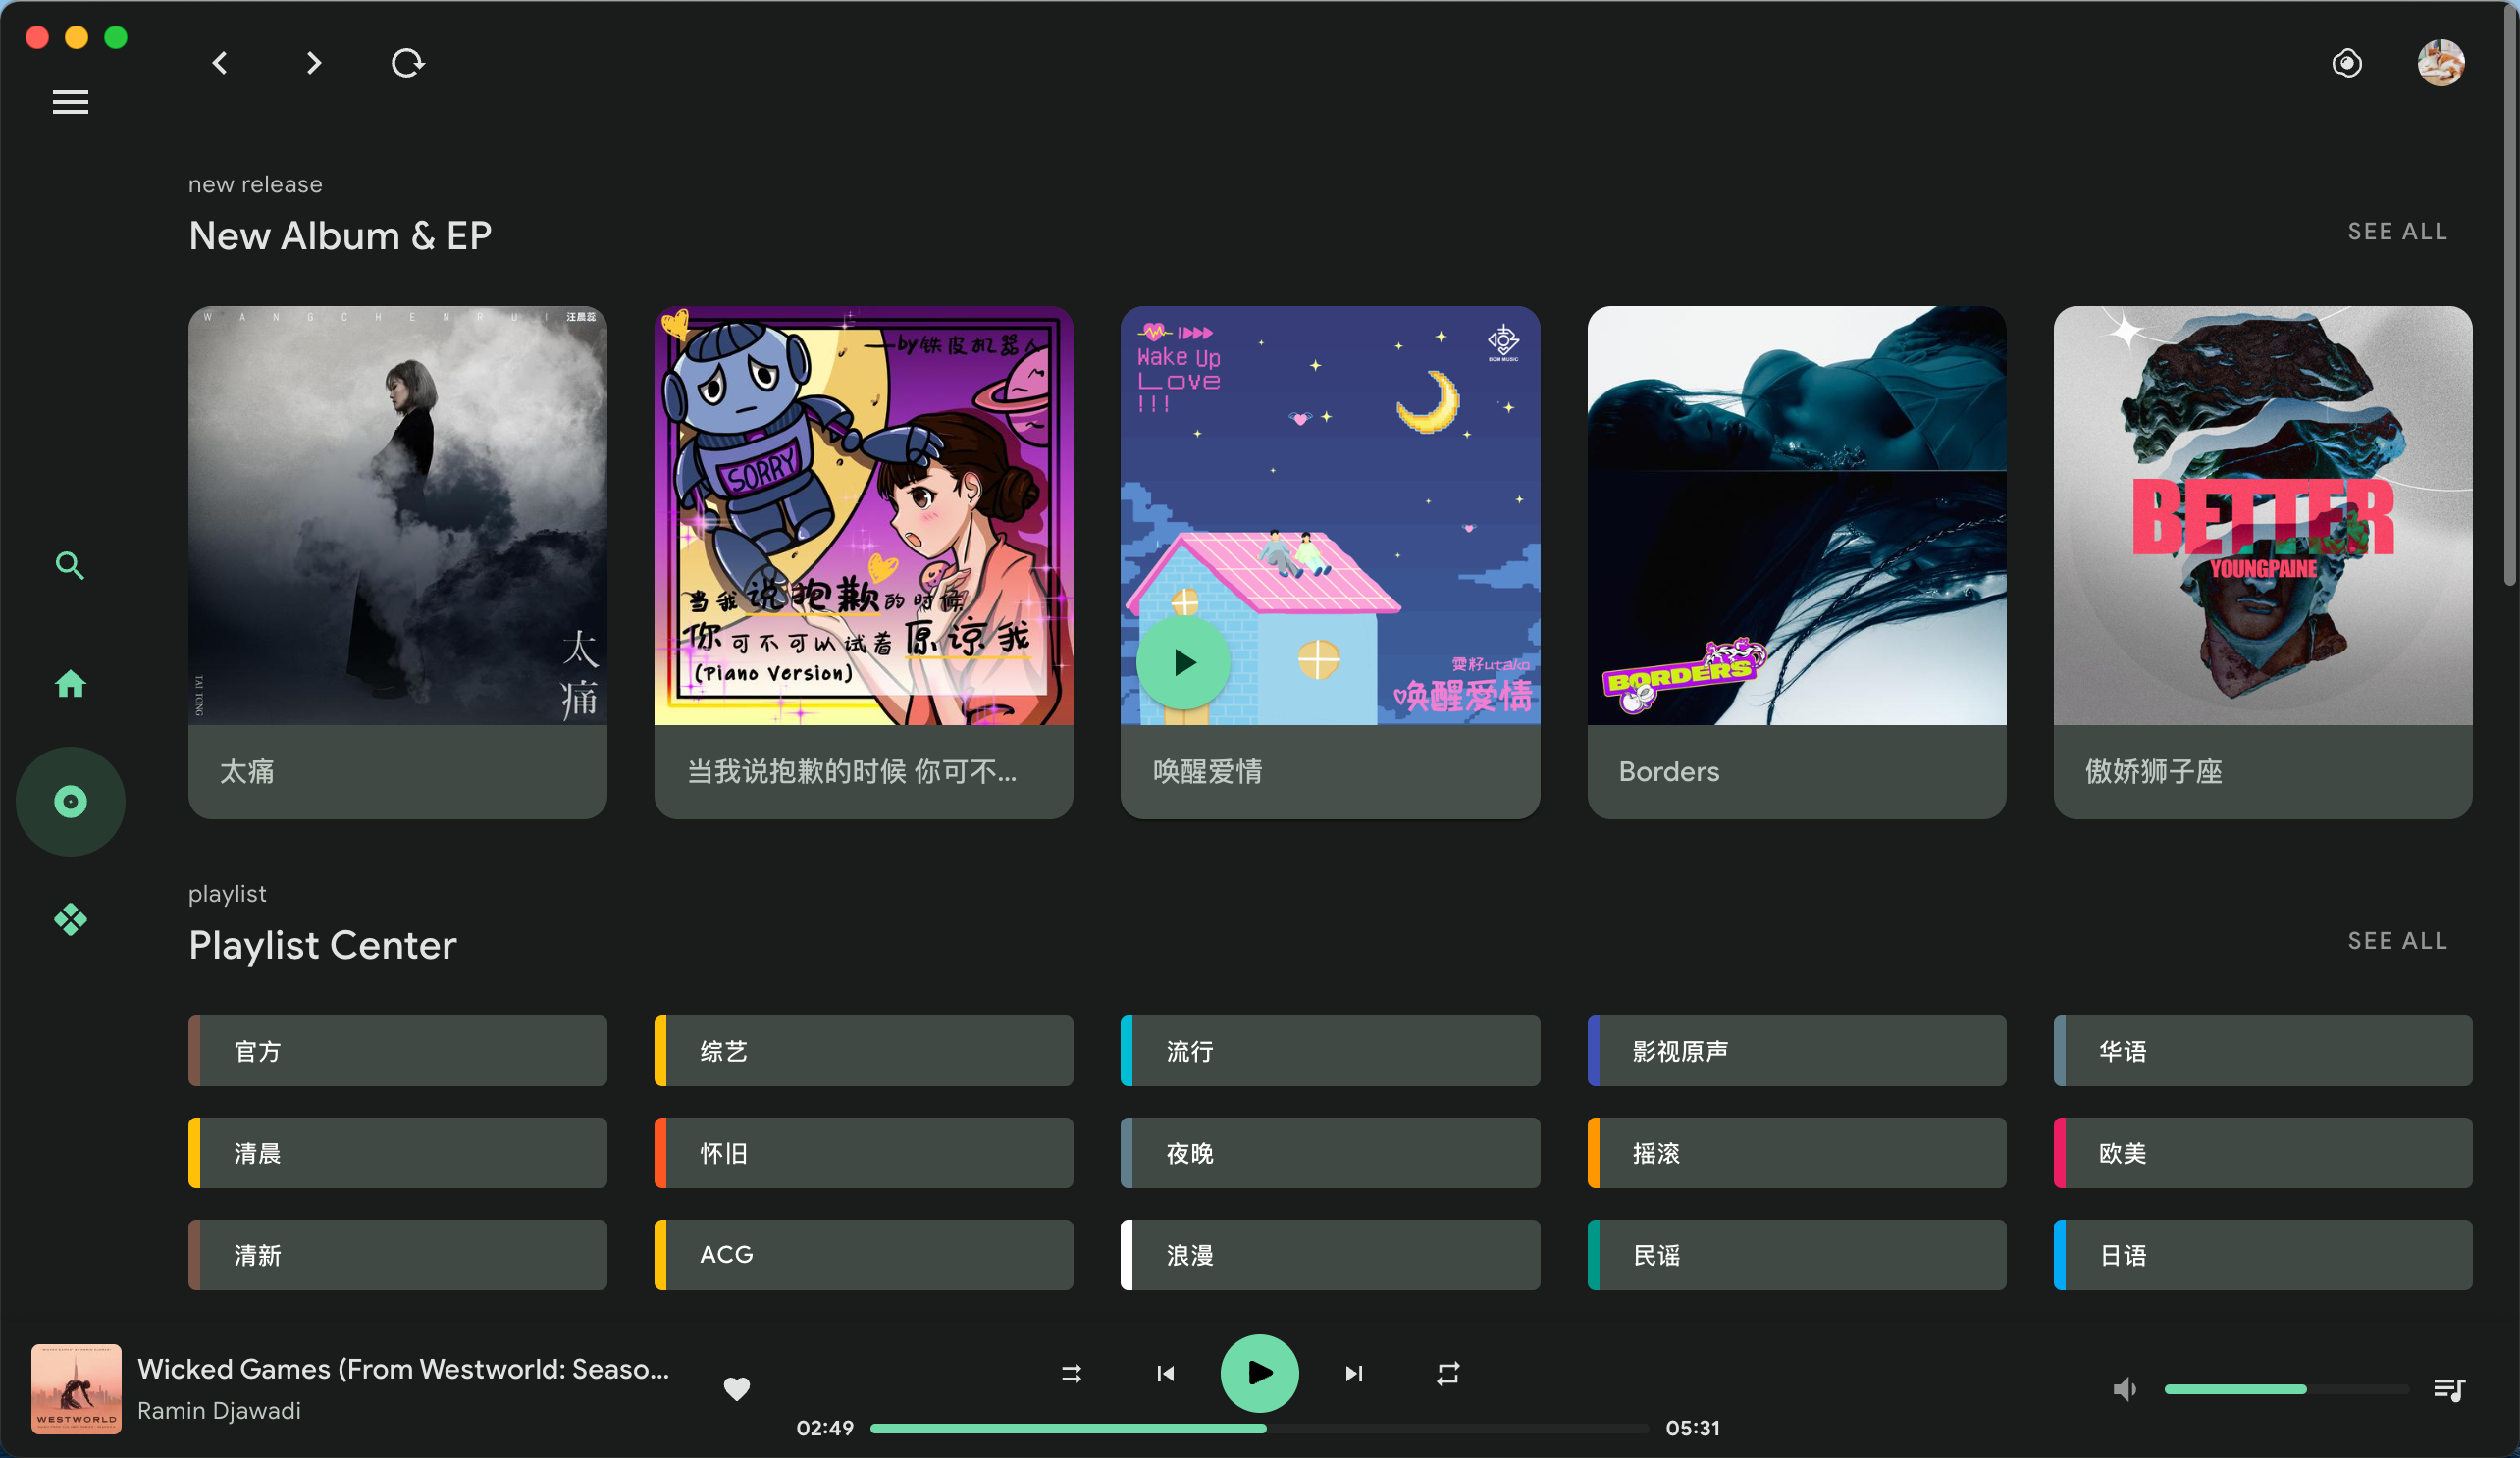 new release
New Album & EP
SEE ALL
WANGCHENRUI 汪晨蕊
太
痛
TAI TONG
太痛
——by铁皮机器人
SORRY
当我说抱歉的时候
你可不可以试着原谅我
(Piano Version)
当我说抱歉的时候 你可不...
Wake Up
Love
!!!
BOM MUSIC
雯籽utako
唤醒爱情
唤醒爱情
BORDERS
Borders
BETTER
YOUNGPAINE
傲娇狮子座
playlist
Playlist Center
SEE ALL
官方
综艺
流行
影视原声
华语
清晨
怀旧
夜晚
摇滚
欧美
清新
ACG
浪漫
民谣
日语
WESTWORLD
Wicked Games (From Westworld: Seaso...
Ramin Djawadi
02:49
05:31